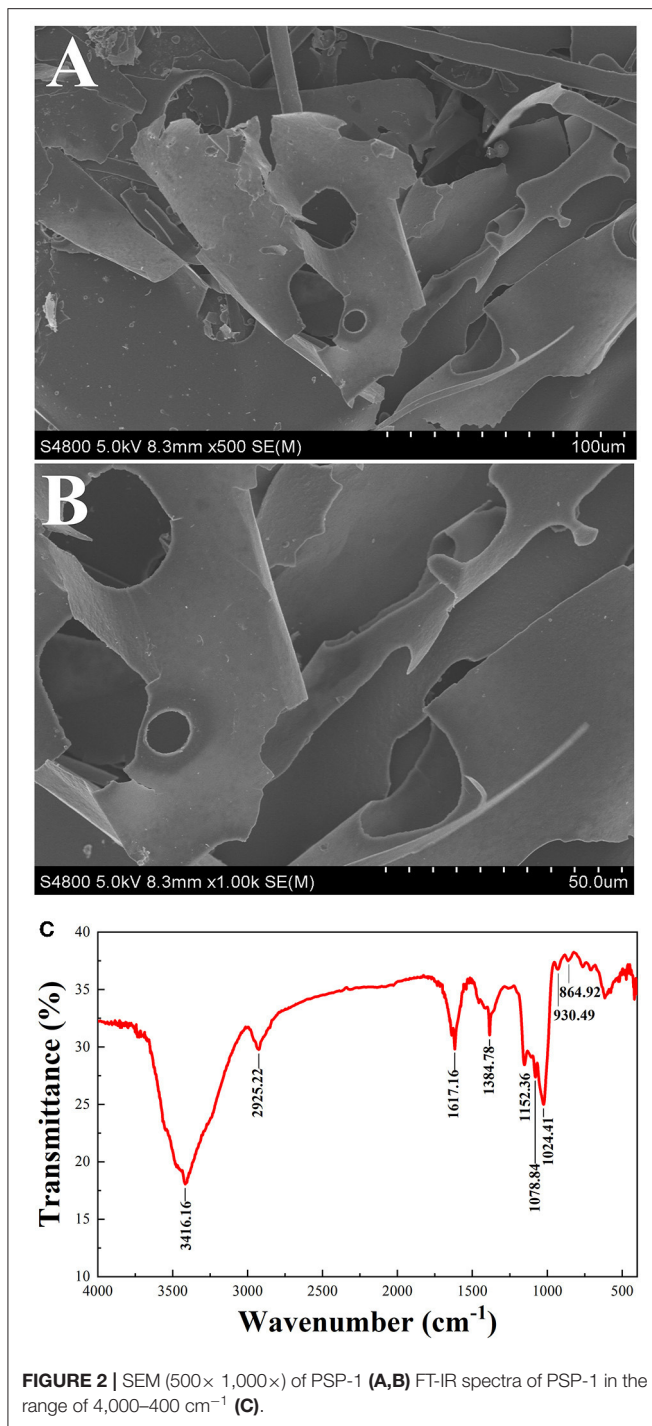 A
S4800 5.0kV 8.3mm x500 SE(M) 100um
B
S4800 5.0kV 8.3mm x1.00k SE(M) 50.0um
C
40
35
30
25
20
15
10
Transmittance (%)
3416.16
2925.22
1617.16
1384.78
1152.36
1078.84
1024.41
930.49
864.92
4000 3500 3000 2500 2000 1500 1000 500
Wavenumber (cm⁻¹)
FIGURE 2 | SEM (500× 1,000×) of PSP-1 (A,B) FT-IR spectra of PSP-1 in the
range of 4,000–400 cm⁻¹ (C).